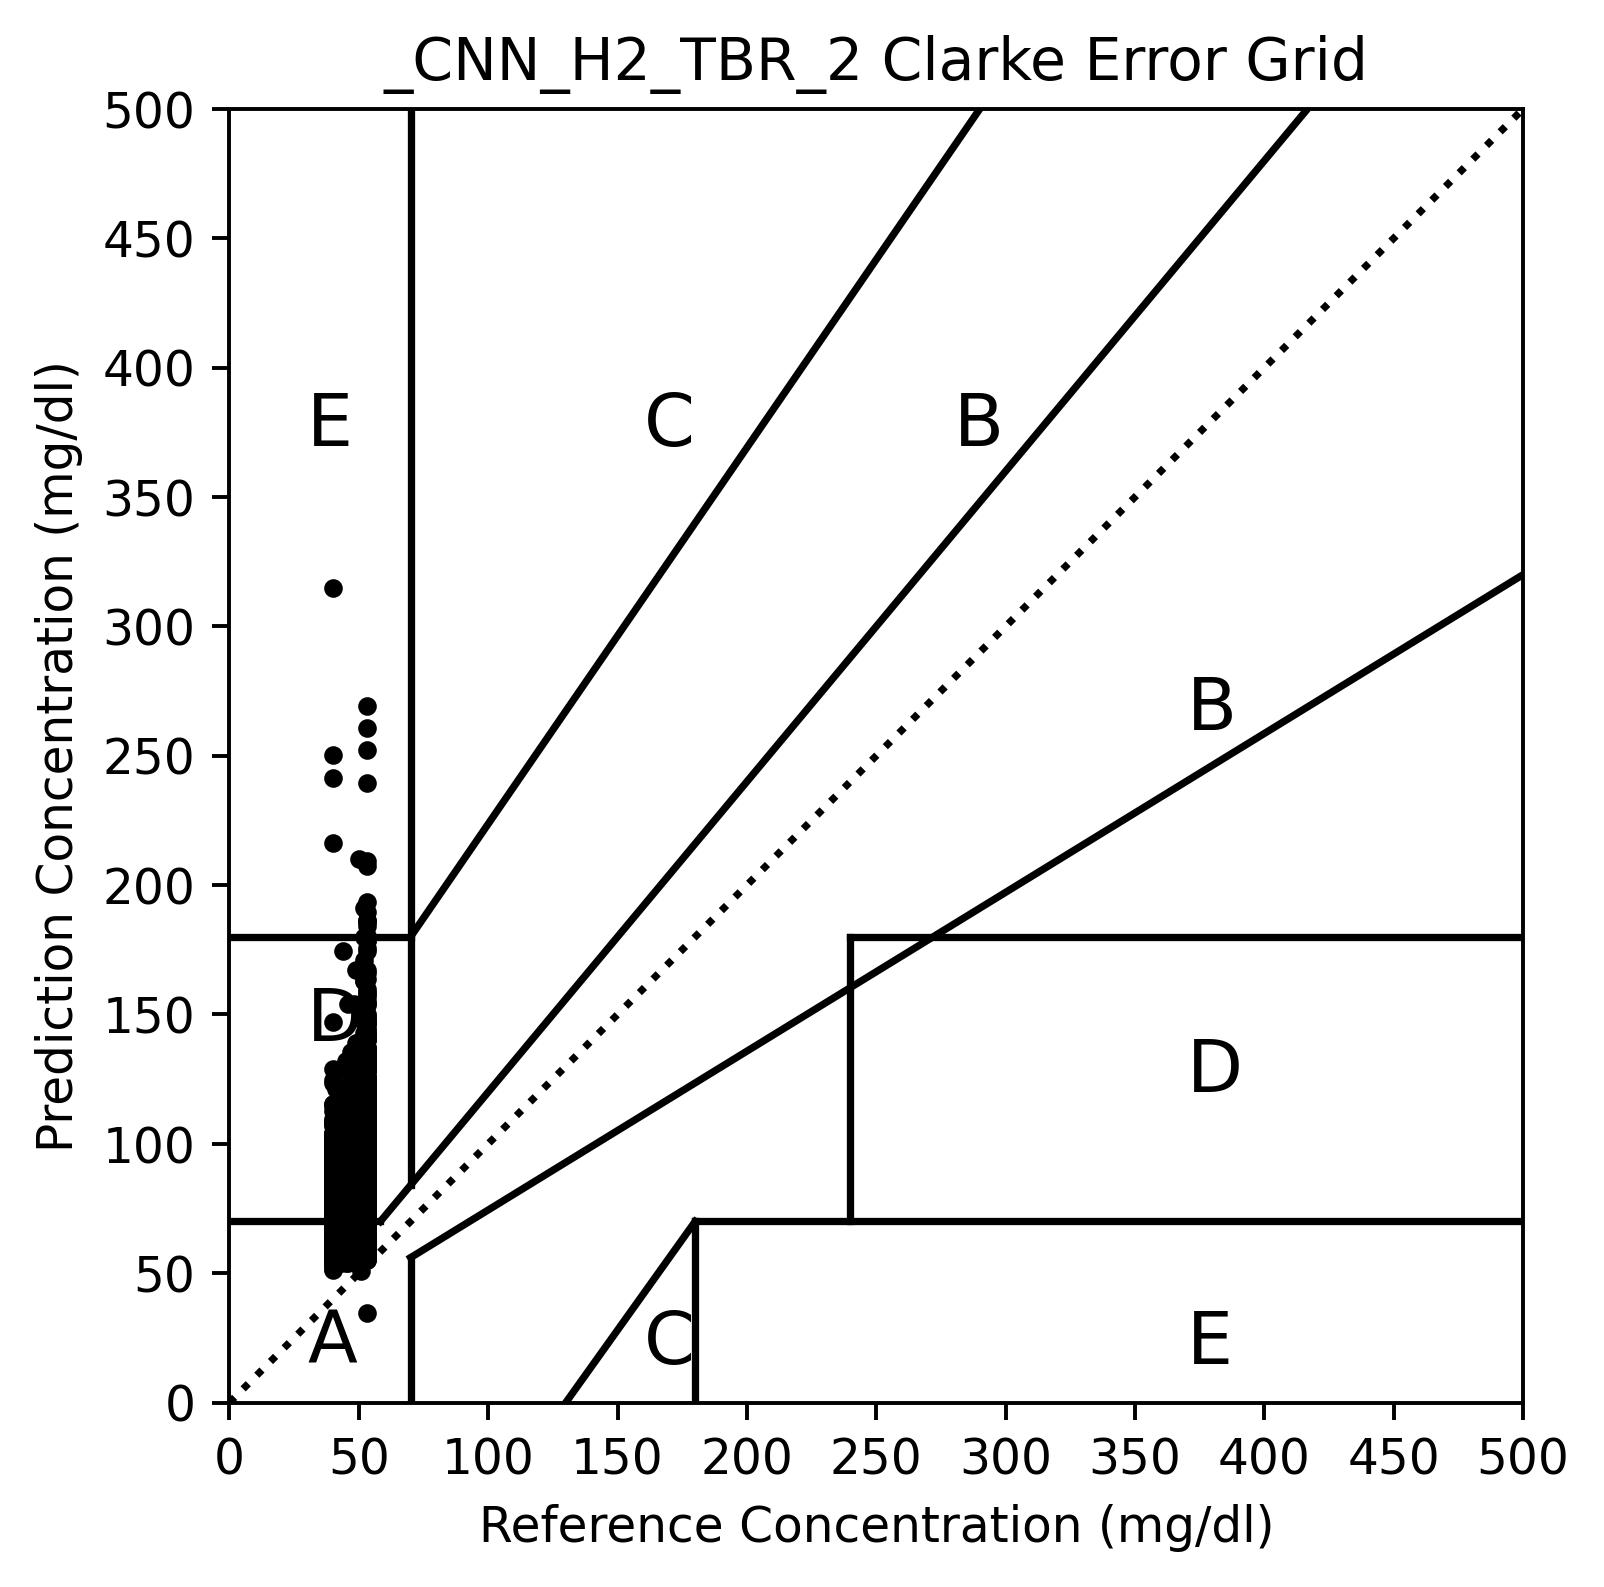 _CNN_H2_TBR_2 Clarke Error Grid
500
450
400
350
300
250
200
150
100
50
0
Prediction Concentration (mg/dl)
E
C
B
B
D
D
A
C
E
0 50 100 150 200 250 300 350 400 450 500
Reference Concentration (mg/dl)